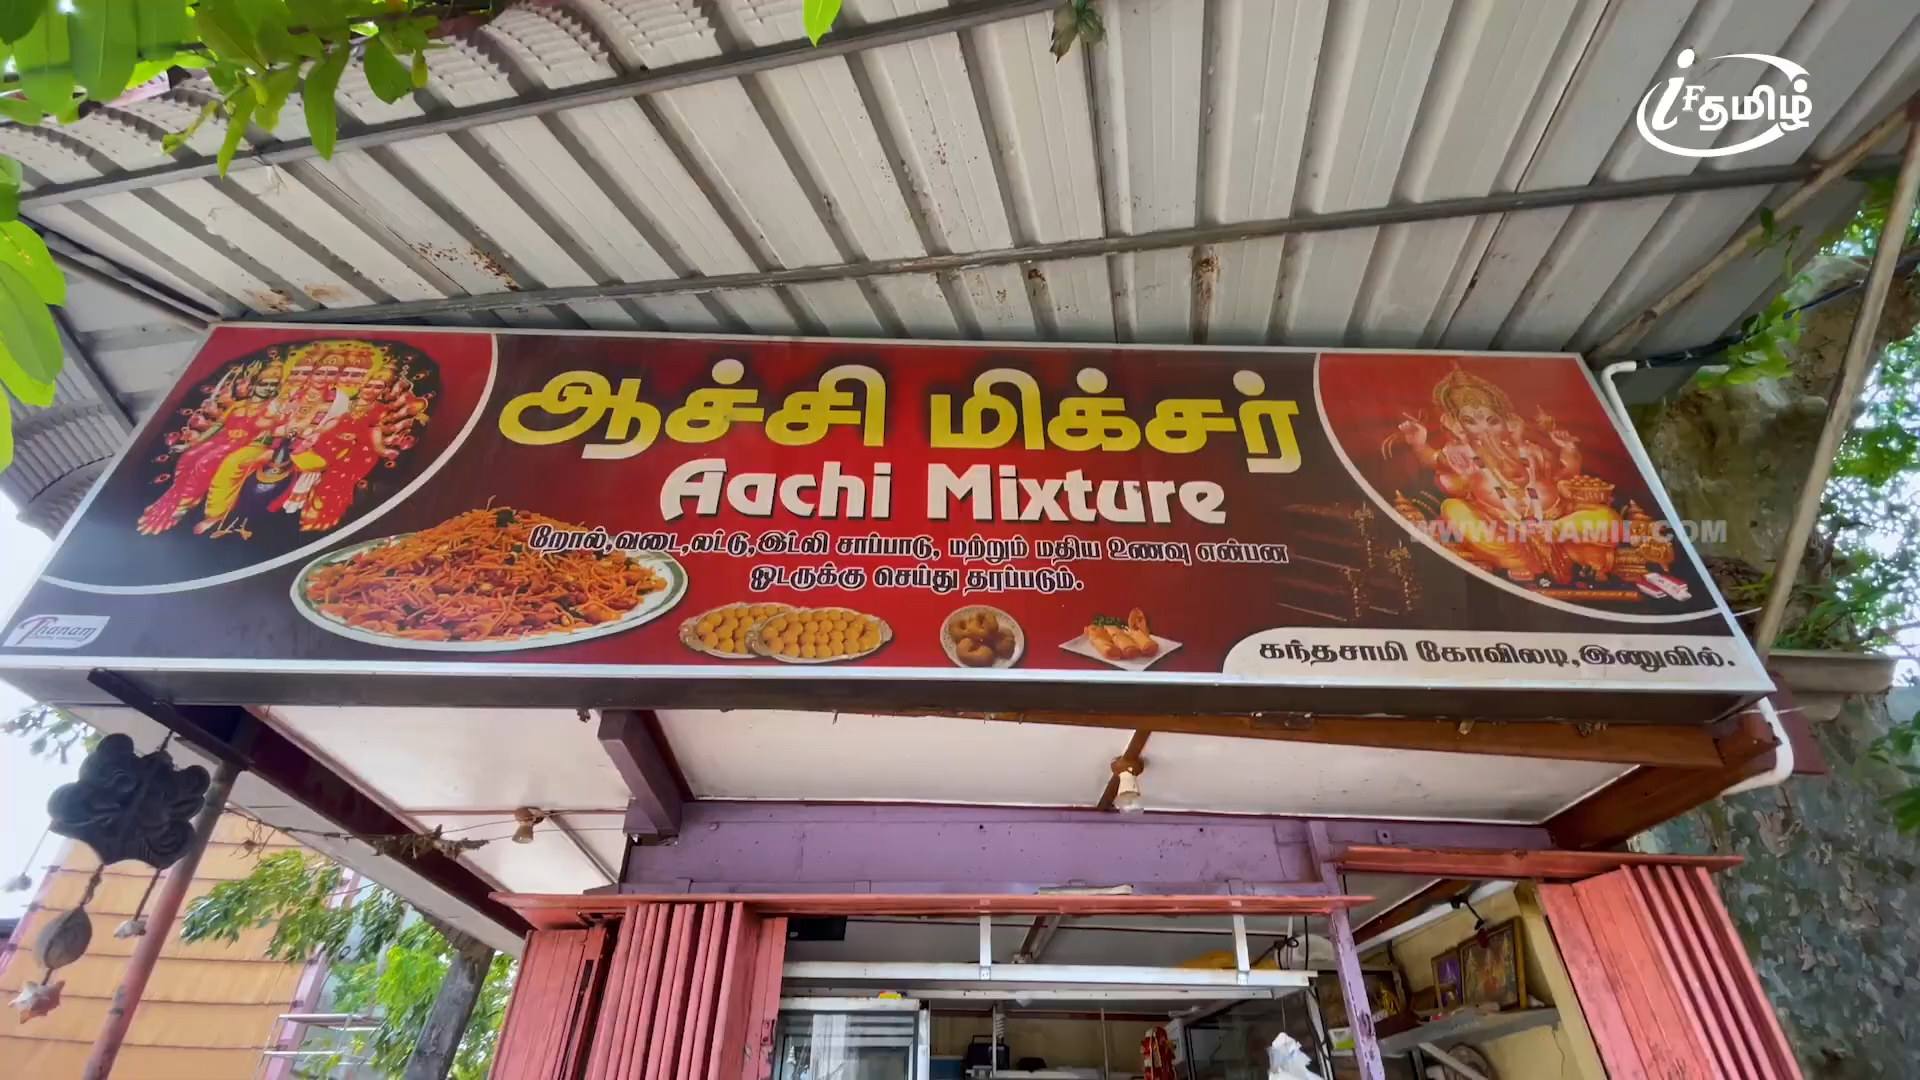 iFதமிழ்
ஆச்சி மிக்சர்
Aachi Mixture
றோல்,வடை,லட்டு,இட்லி சாப்பாடு, மற்றும் மதிய உணவு என்பன
ஓடருக்கு செய்து தரப்படும்.
WWW.IFTAMIL.COM
Thanam
கந்தசாமி கோவிலடி,இணுவில்.